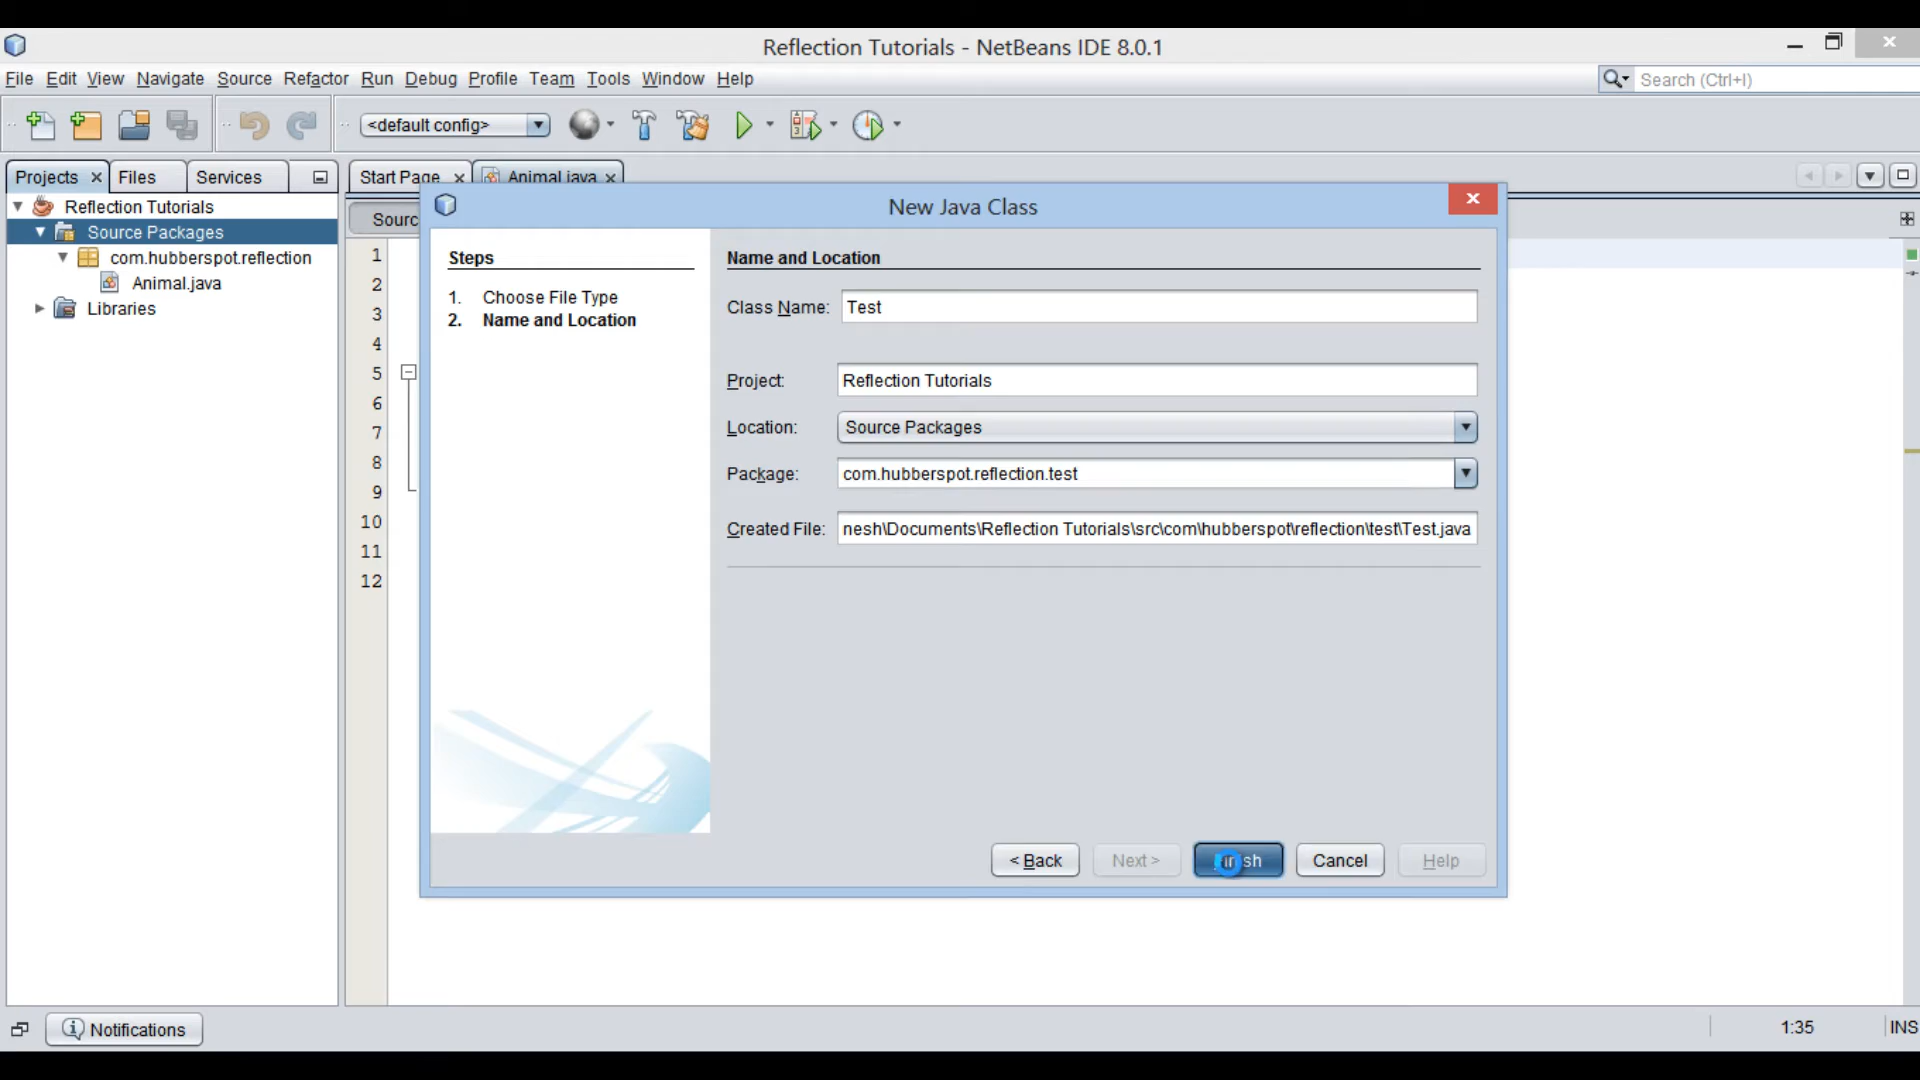 Reflection Tutorials - NetBeans IDE 8.0.1
File Edit View Navigate Source Refactor Run Debug Profile Team Tools Window Help
Search (Ctrl+I)
<default config>
Projects Files Services
Start Page Animal.java
Reflection Tutorials
Source Packages
com.hubberspot.reflection
Animal.java
Libraries
Sourc
1
2
3
4
5
6
7
8
9
10
11
12
New Java Class
Steps
1. Choose File Type
2. Name and Location
Name and Location
Class Name: Test
Project: Reflection Tutorials
Location: Source Packages
Package: com.hubberspot.reflection.test
Created File: nesh\Documents\Reflection Tutorials\src\com\hubberspot\reflection\test\Test.java
< Back Next > Finish Cancel Help
Notifications
1:35 INS